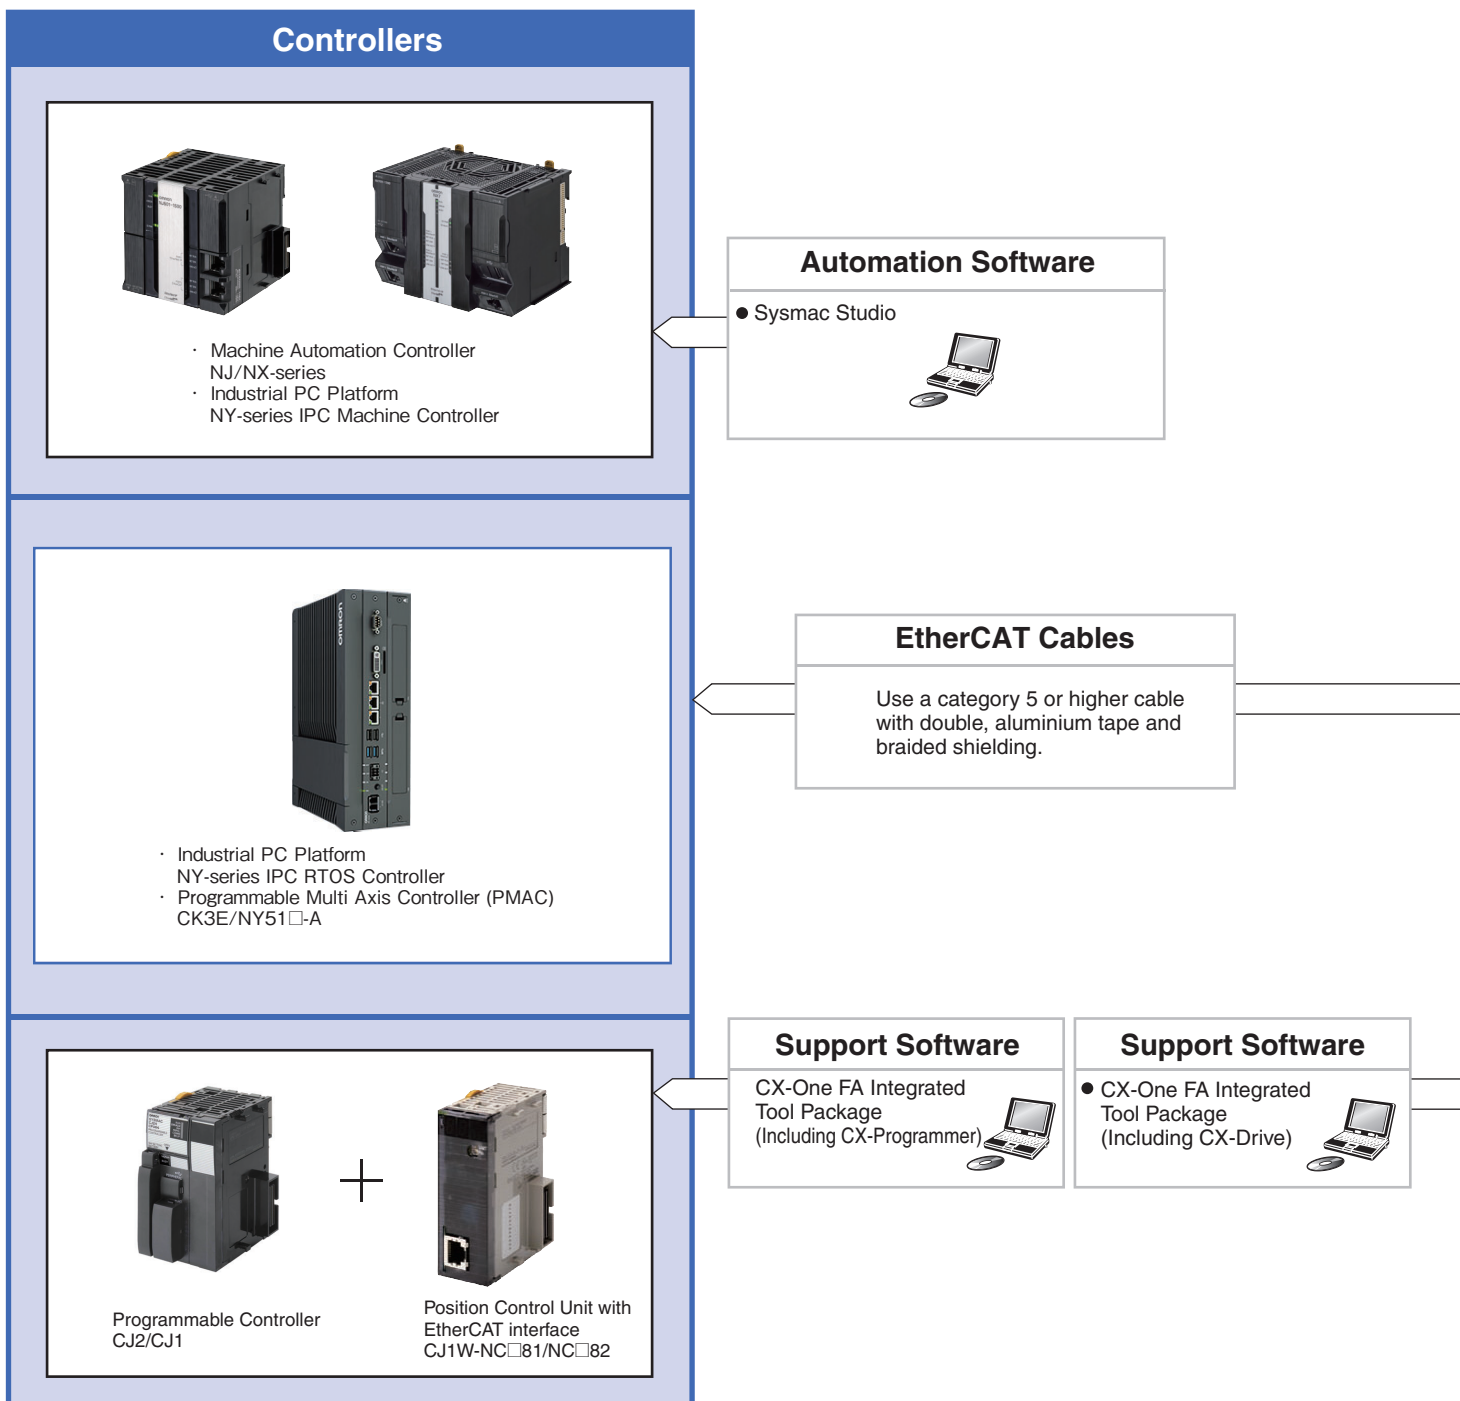 Controllers
· Machine Automation Controller
NJ/NX-series
· Industrial PC Platform
NY-series IPC Machine Controller
Automation Software
● Sysmac Studio
omron
· Industrial PC Platform
NY-series IPC RTOS Controller
· Programmable Multi Axis Controller (PMAC)
CK3E/NY51□-A
EtherCAT Cables
Use a category 5 or higher cable
with double, aluminium tape and
braided shielding.
Support Software
CX-One FA Integrated
Tool Package
(Including CX-Programmer)
Support Software
● CX-One FA Integrated
Tool Package
(Including CX-Drive)
Programmable Controller
CJ2/CJ1
Position Control Unit with
EtherCAT interface
CJ1W-NC□81/NC□82